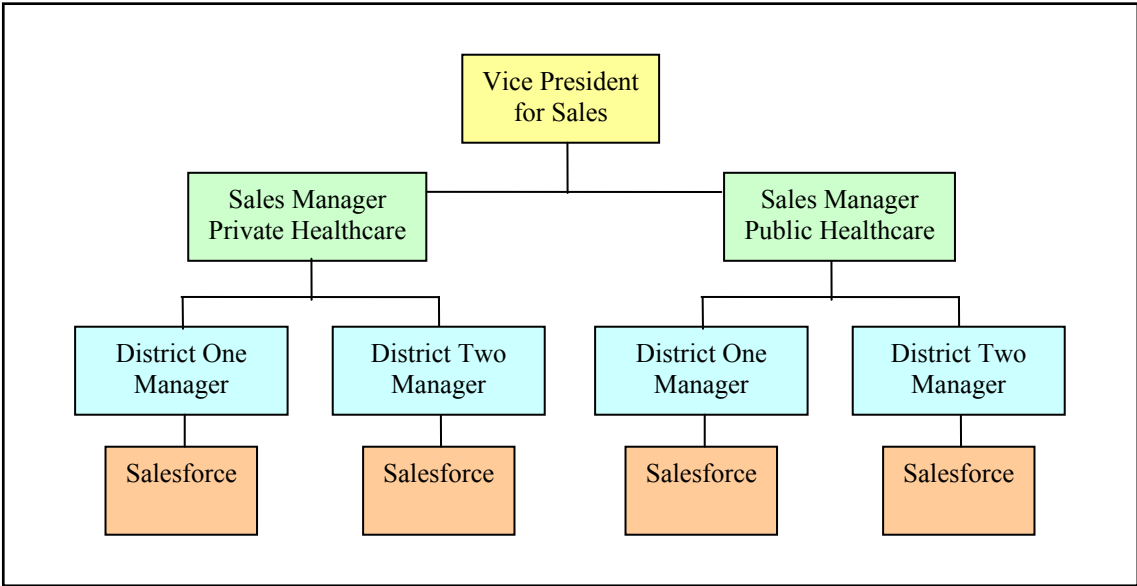 Vice President
for Sales
Sales Manager
Private Healthcare
Sales Manager
Public Healthcare
District One
Manager
District Two
Manager
District One
Manager
District Two
Manager
Salesforce
Salesforce
Salesforce
Salesforce